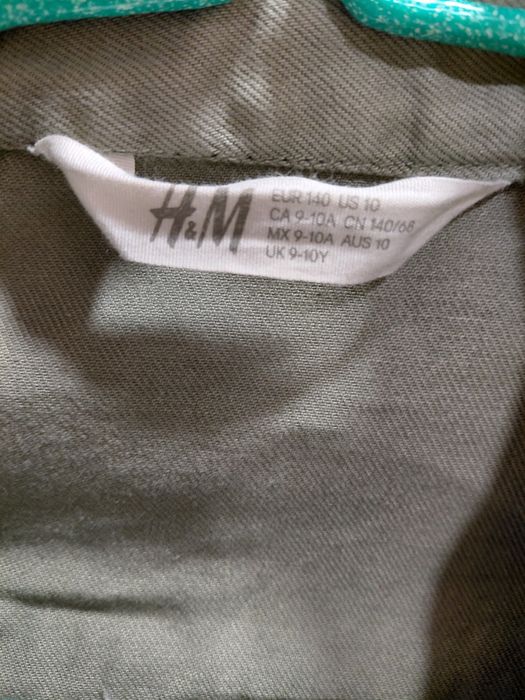 H&M
EUR 140 US 10
CA 9-10A CN 140/68
MX 9-10A AUS 10
UK 9-10Y